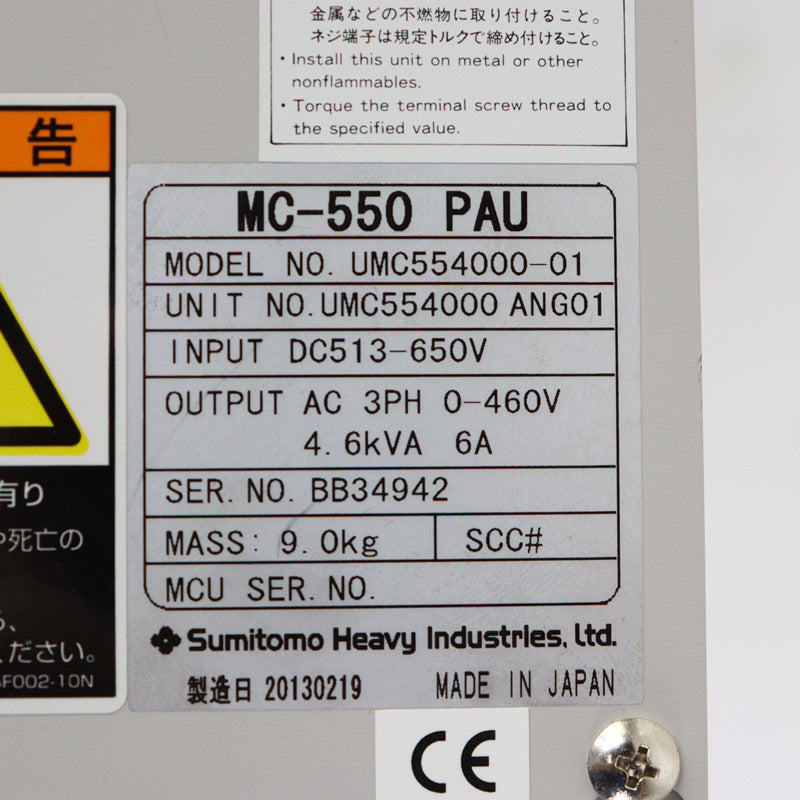 金属などの不燃物に取り付けること。
ネジ端子は規定トルクで締め付けること。
・Install this unit on metal or other
nonflammables.
・Torque the terminal screw thread to
the specified value.
告
有り
や死亡の
ください。
SF002-10N
MC-550 PAU
MODEL NO. UMC554000-01
UNIT NO. UMC554000 ANG01
INPUT DC513-650V
OUTPUT AC 3PH 0-460V
4.6kVA 6A
SER. NO. BB34942
MASS: 9.0kg SCC#
MCU SER. NO.
Sumitomo Heavy Industries, Ltd.
製造日 20130219 MADE IN JAPAN
CE